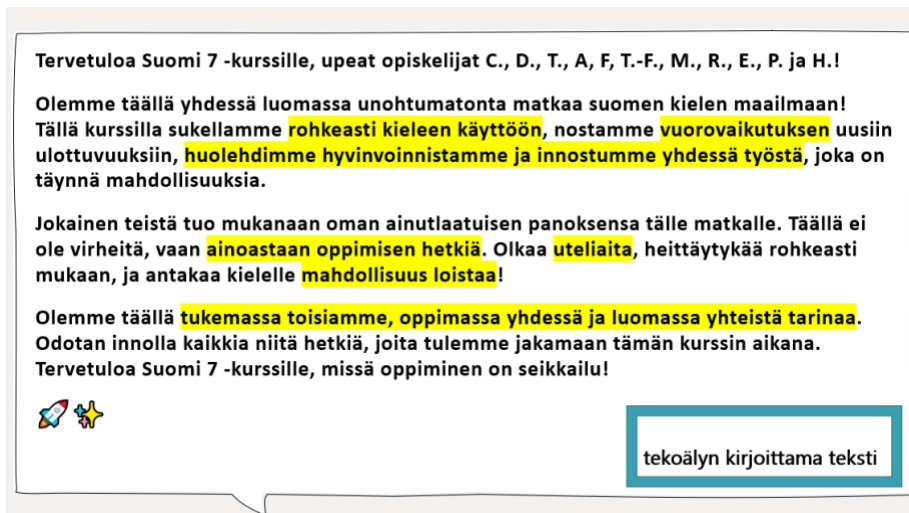 Tervetuloa Suomi 7 -kurssille, upeat opiskelijat C., D., T., A, F, T.-F., M., R., E., P. ja H.!
Olemme täällä yhdessä luomassa unohtumatonta matkaa suomen kielen maailmaan!
Tällä kurssilla sukellamme rohkeasti kieleen käyttöön, nostamme vuorovaikutuksen uusiin
ulottuvuuksiin, huolehdimme hyvinvoinnistamme ja innostumme yhdessä työstä, joka on
täynnä mahdollisuuksia.
Jokainen teistä tuo mukanaan oman ainutlaatuisen panoksensa tälle matkalle. Täällä ei
ole virheitä, vaan ainoastaan oppimisen hetkiä. Olkaa uteliaita, heittäytykää rohkeasti
mukaan, ja antakaa kielelle mahdollisuus loistaa!
Olemme täällä tukemassa toisiamme, oppimassa yhdessä ja luomassa yhteistä tarinaa.
Odotan innolla kaikkia niitä hetkiä, joita tulemme jakamaan tämän kurssin aikana.
Tervetuloa Suomi 7 -kurssille, missä oppiminen on seikkailu!
🚀✨
tekoälyn kirjoittama teksti